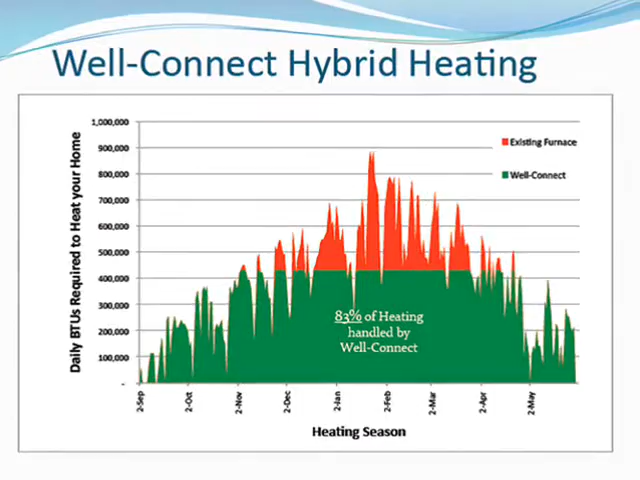 Well-Connect Hybrid Heating
Daily BTUs Required to Heat your Home
1,000,000
900,000
800,000
700,000
600,000
500,000
400,000
300,000
200,000
100,000
-
Existing Furnace
Well-Connect
83% of Heating
handled by
Well-Connect
2-Sep
2-Oct
2-Nov
2-Dec
2-Jan
2-Feb
2-Mar
2-Apr
2-May
Heating Season